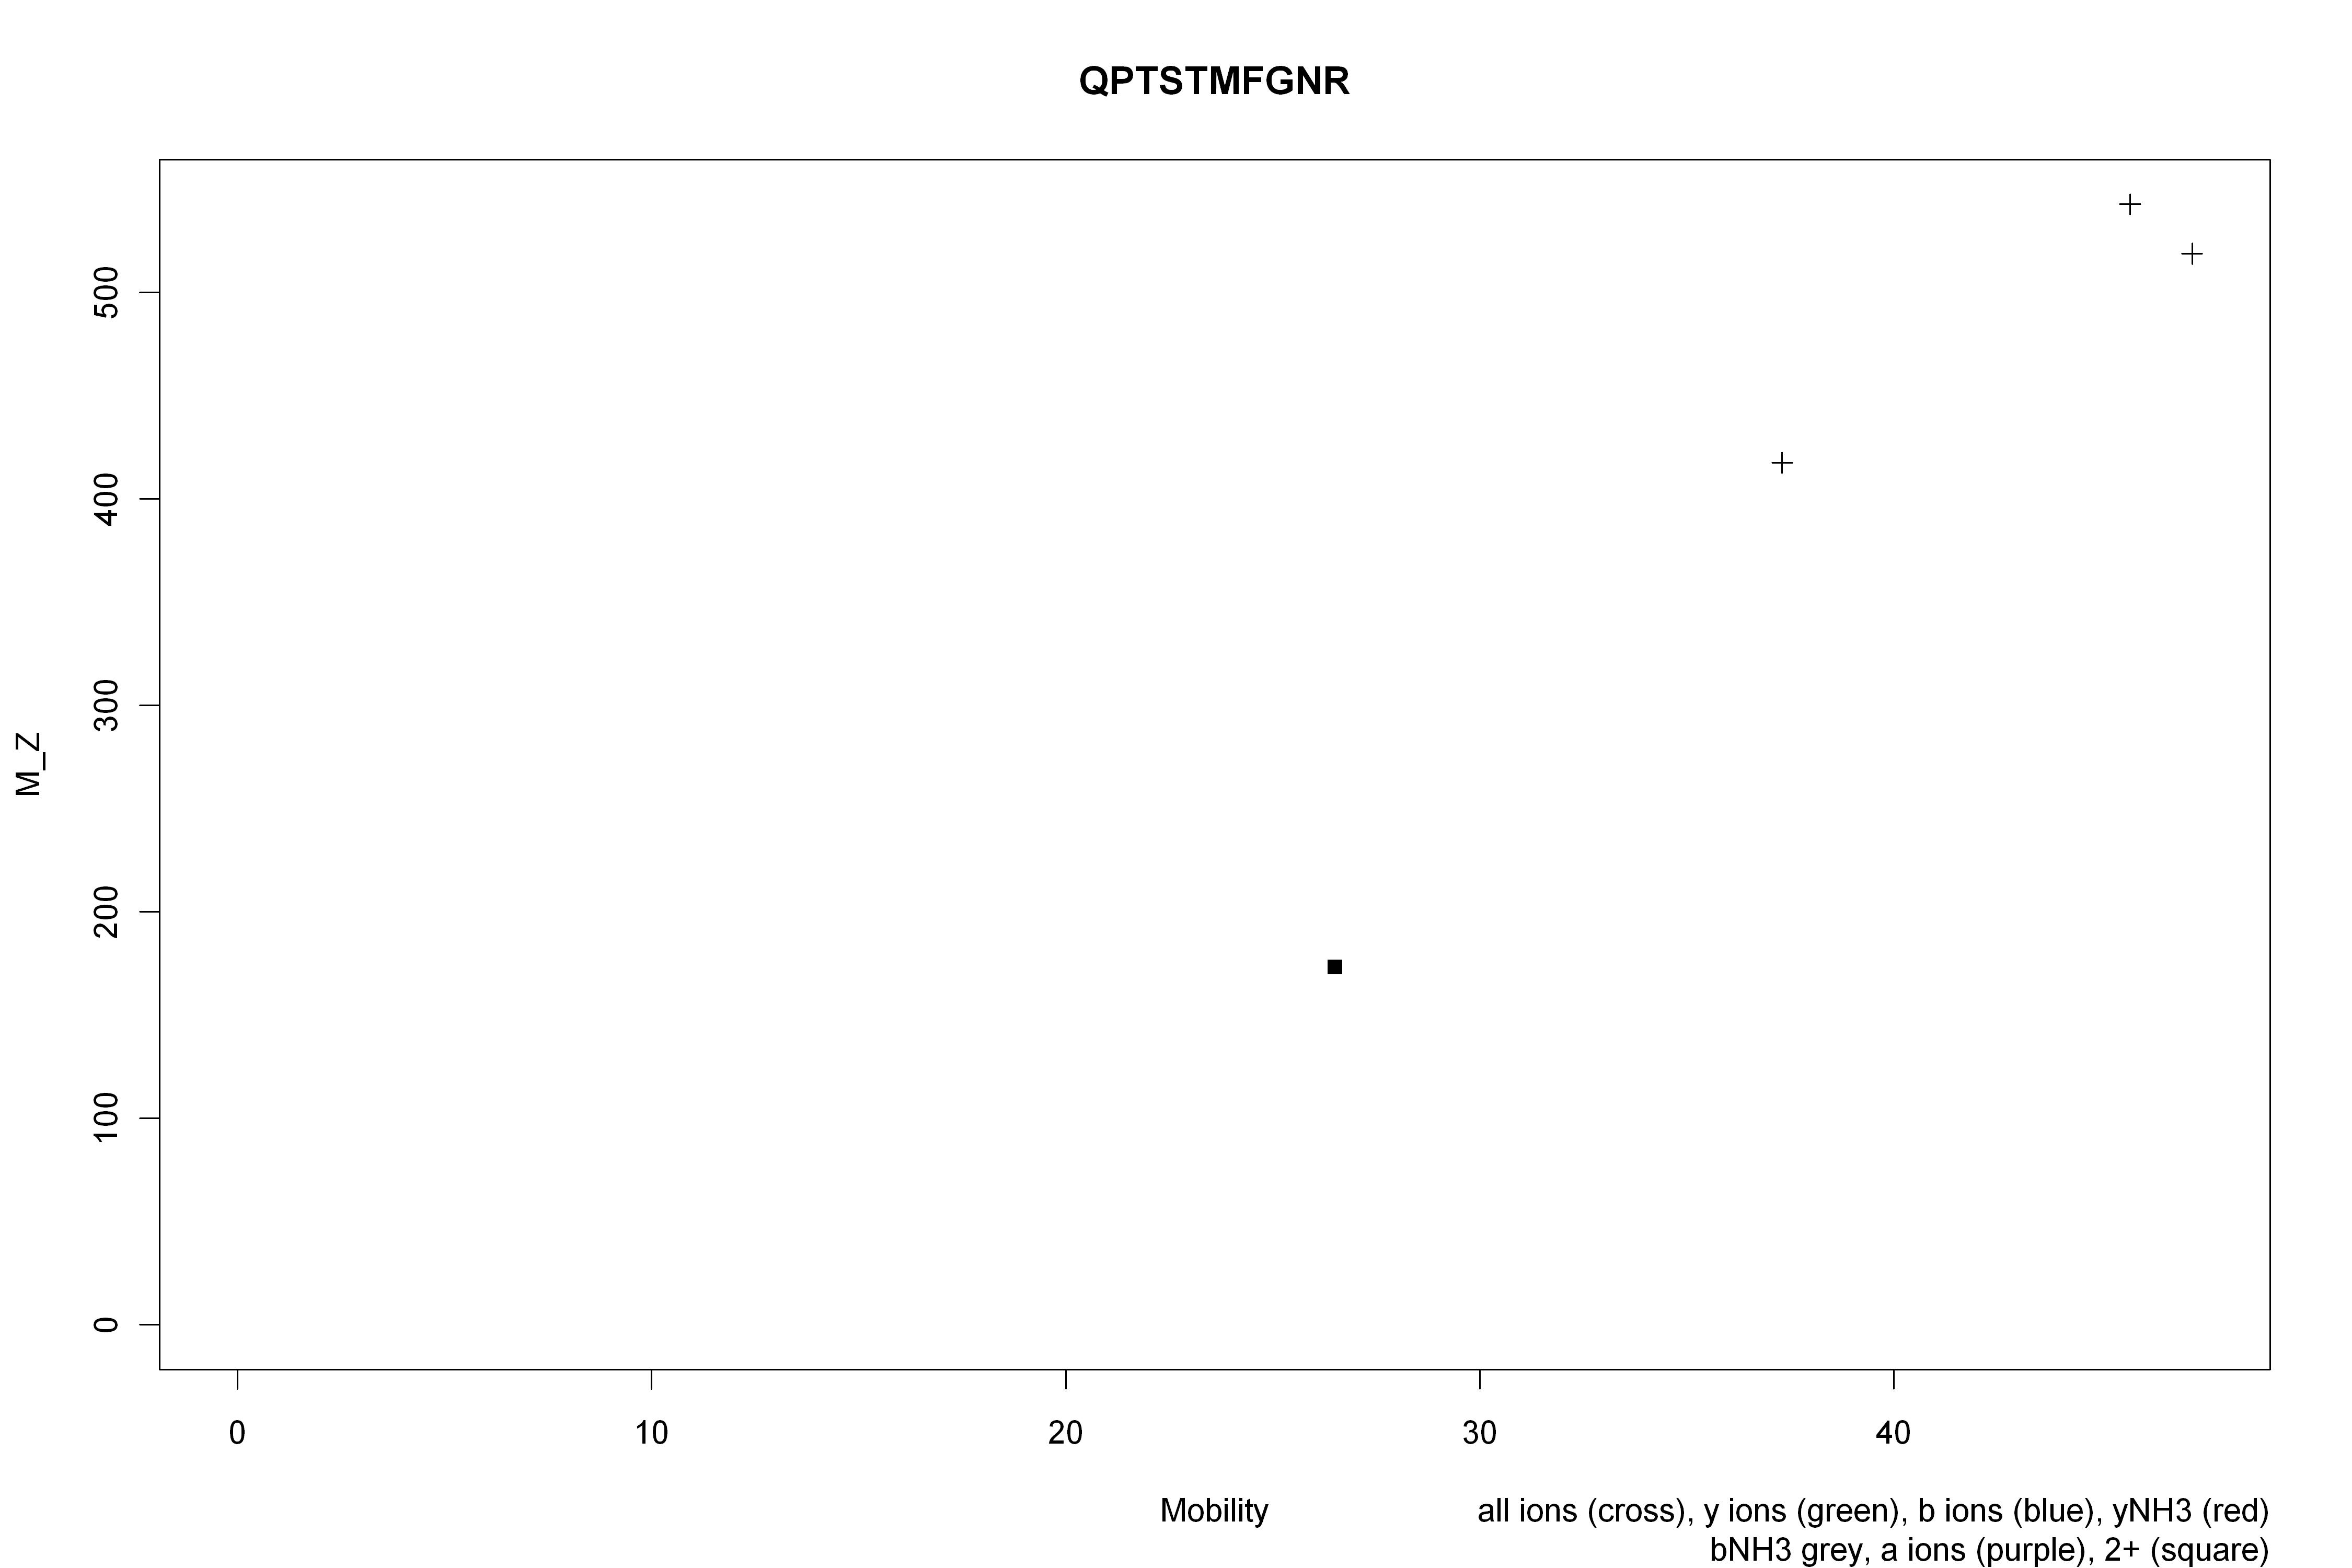 QPTSTMFGNR
500
400
300
200
100
0
M_Z
0 10 20 30 40
Mobility
all ions (cross), y ions (green), b ions (blue), yNH3 (red)
bNH3 grey, a ions (purple), 2+ (square)